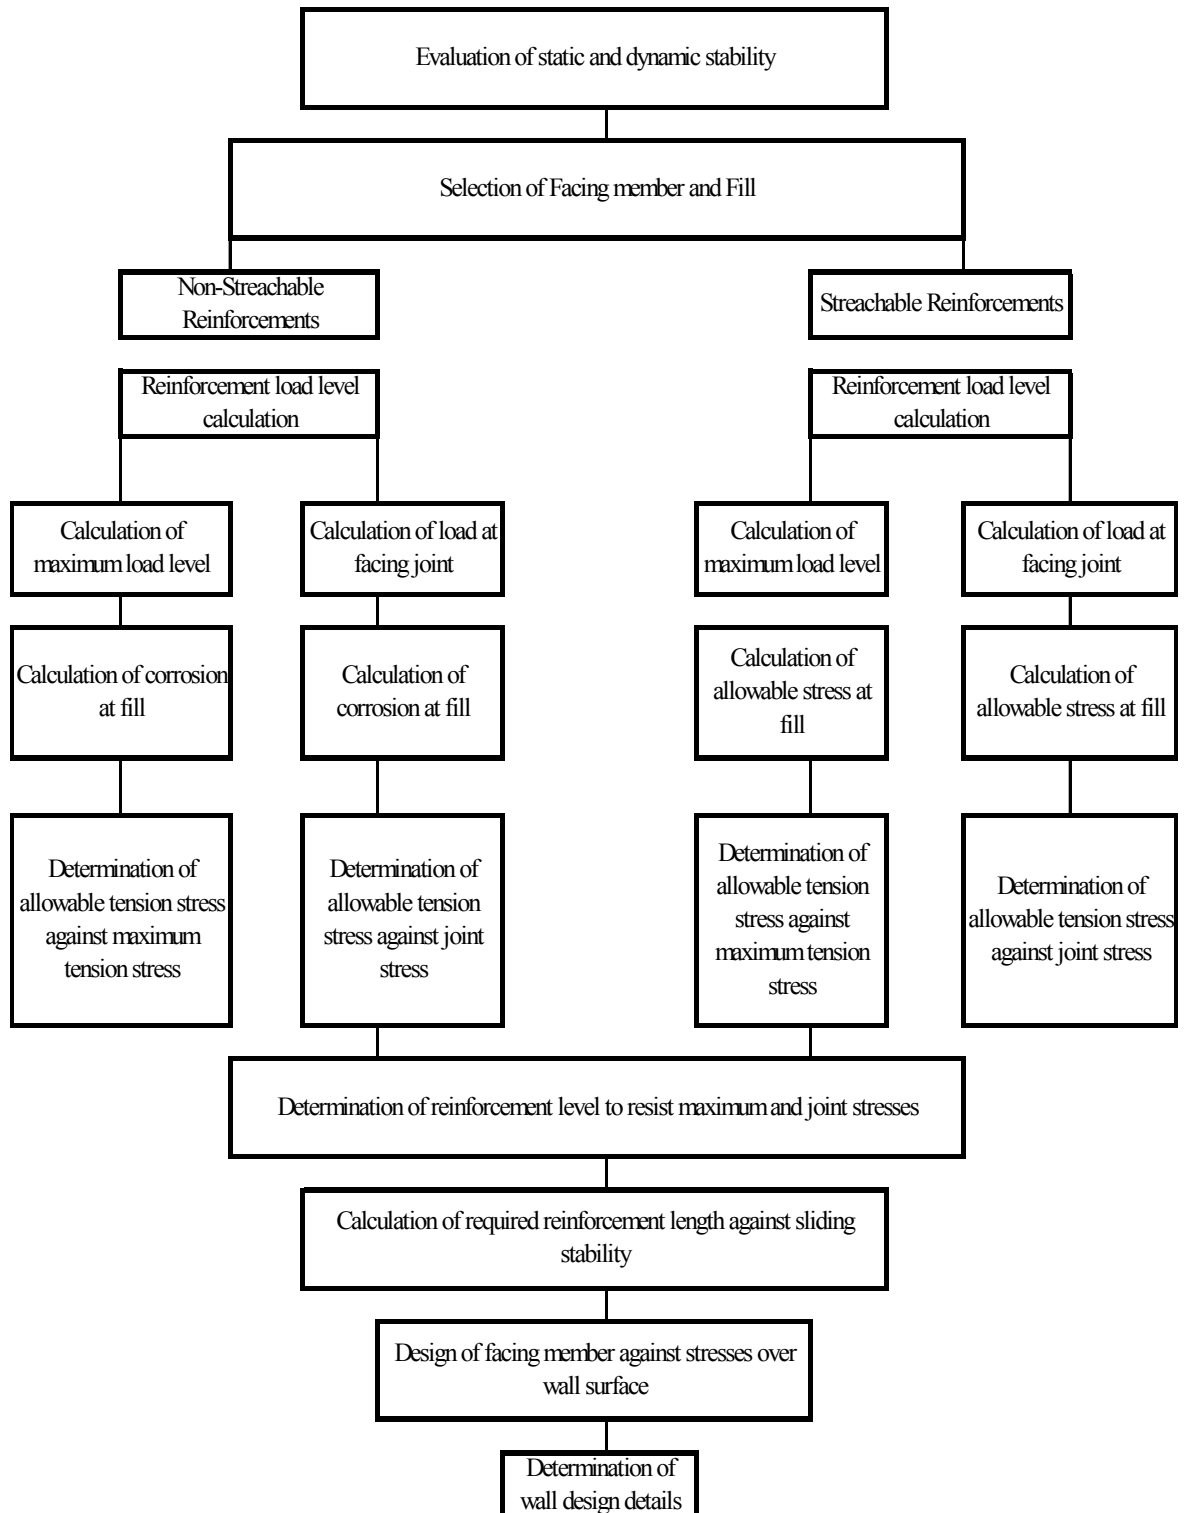 Evaluation of static and dynamic stability
Selection of Facing member and Fill
Non-Streachable
Reinforcements
Streachable Reinforcements
Reinforcement load level
calculation
Reinforcement load level
calculation
Calculation of
maximum load level
Calculation of load at
facing joint
Calculation of
maximum load level
Calculation of load at
facing joint
Calculation of corrosion
at fill
Calculation of
corrosion at fill
Calculation of
allowable stress at
fill
Calculation of
allowable stress at fill
Determination of
allowable tension stress
against maximum
tension stress
Determination of
allowable tension
stress against joint
stress
Determination of
allowable tension
stress against
maximum tension
stress
Determination of
allowable tension stress
against joint stress
Determination of reinforcement level to resist maximum and joint stresses
Calculation of required reinforcement length against sliding
stability
Design of facing member against stresses over
wall surface
Determination of
wall design details